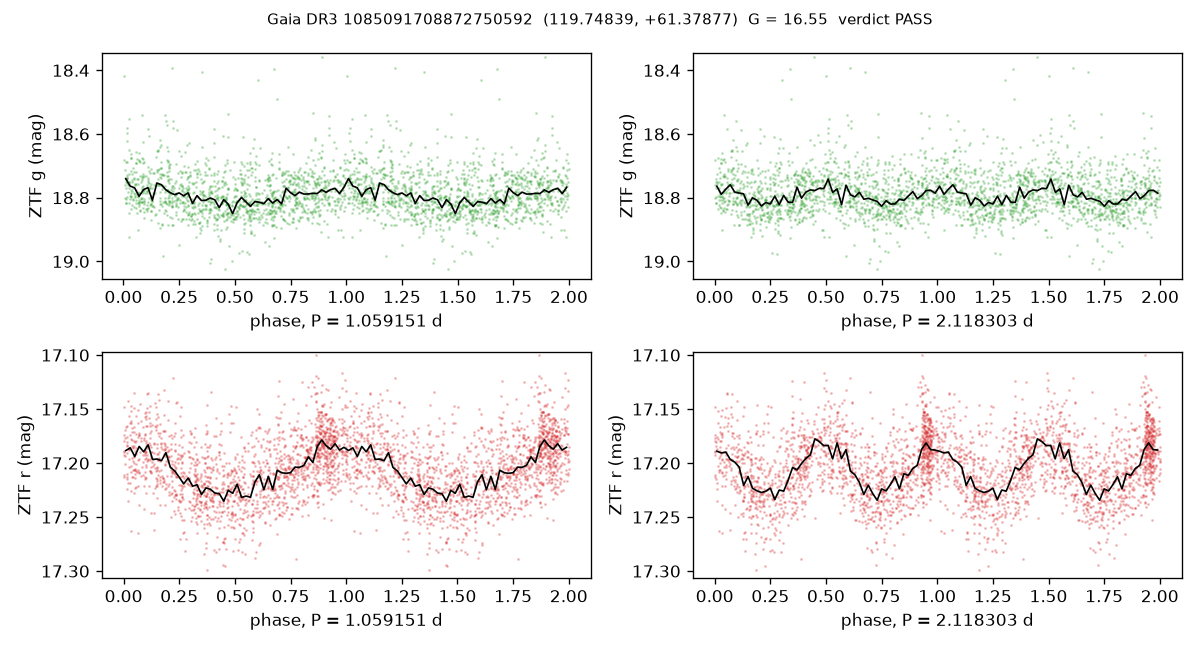 Gaia DR3 1085091708872750592 (119.74839, +61.37877) G = 16.55 verdict PASS
ZTF g (mag)
18.4
18.6
18.8
19.0
0.00 0.25 0.50 0.75 1.00 1.25 1.50 1.75 2.00
phase, P = 1.059151 d
ZTF g (mag)
18.4
18.6
18.8
19.0
0.00 0.25 0.50 0.75 1.00 1.25 1.50 1.75 2.00
phase, P = 2.118303 d
ZTF r (mag)
17.10
17.15
17.20
17.25
17.30
0.00 0.25 0.50 0.75 1.00 1.25 1.50 1.75 2.00
phase, P = 1.059151 d
ZTF r (mag)
17.10
17.15
17.20
17.25
17.30
0.00 0.25 0.50 0.75 1.00 1.25 1.50 1.75 2.00
phase, P = 2.118303 d